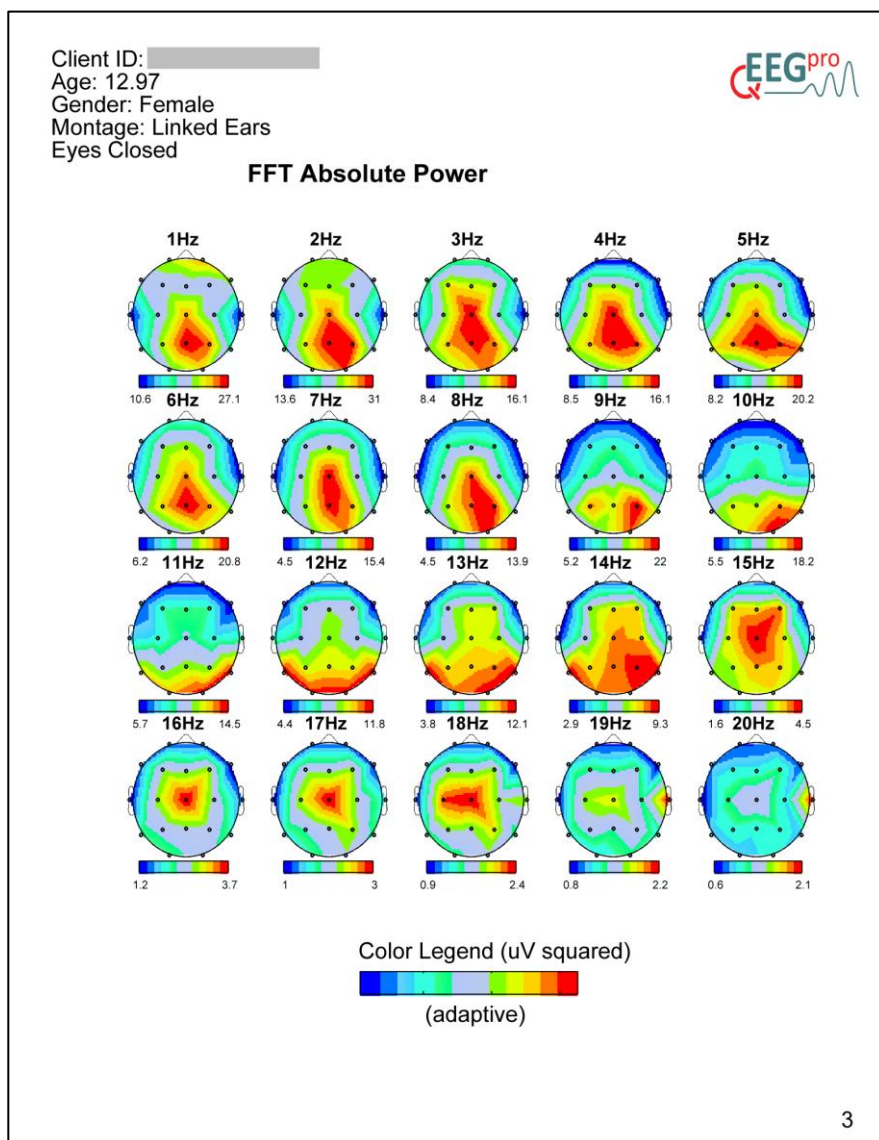 Client ID:
Age: 12.97
Gender: Female
Montage: Linked Ears
Eyes Closed
QEEGpro
FFT Absolute Power
1Hz 2Hz 3Hz 4Hz 5Hz
10.6 27.1 13.6 31 8.4 16.1 8.5 16.1 8.2 20.2
6Hz 7Hz 8Hz 9Hz 10Hz
6.2 20.8 4.5 15.4 4.5 13.9 5.2 22 5.5 18.2
11Hz 12Hz 13Hz 14Hz 15Hz
5.7 14.5 4.4 11.8 3.8 12.1 2.9 9.3 1.6 4.5
16Hz 17Hz 18Hz 19Hz 20Hz
1.2 3.7 1 3 0.9 2.4 0.8 2.2 0.6 2.1
Color Legend (uV squared)
(adaptive)
3